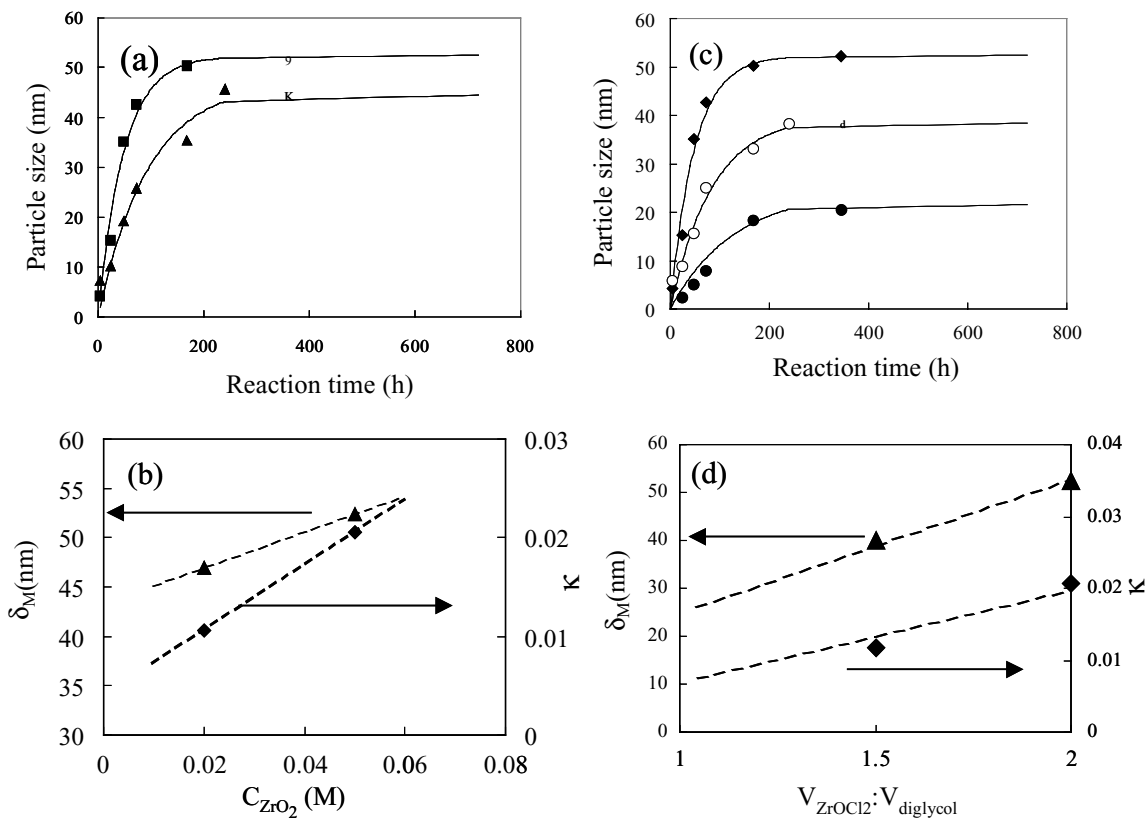 (a)
Particle size (nm)
60
50
40
30
20
10
0
9
K
0 200 400 600 800
Reaction time (h)
(c)
Particle size (nm)
60
50
40
30
20
10
0
d
0 200 400 600 800
Reaction time (h)
(b)
δM(nm)
60
55
50
45
40
35
30
0.03
0.02
0.01
0
κ
0 0.02 0.04 0.06 0.08
CZrO2 (M)
(d)
δM(nm)
60
50
40
30
20
10
0
0.04
0.03
0.02
0.01
0
κ
1 1.5 2
VZrOCl2:Vdiglycol